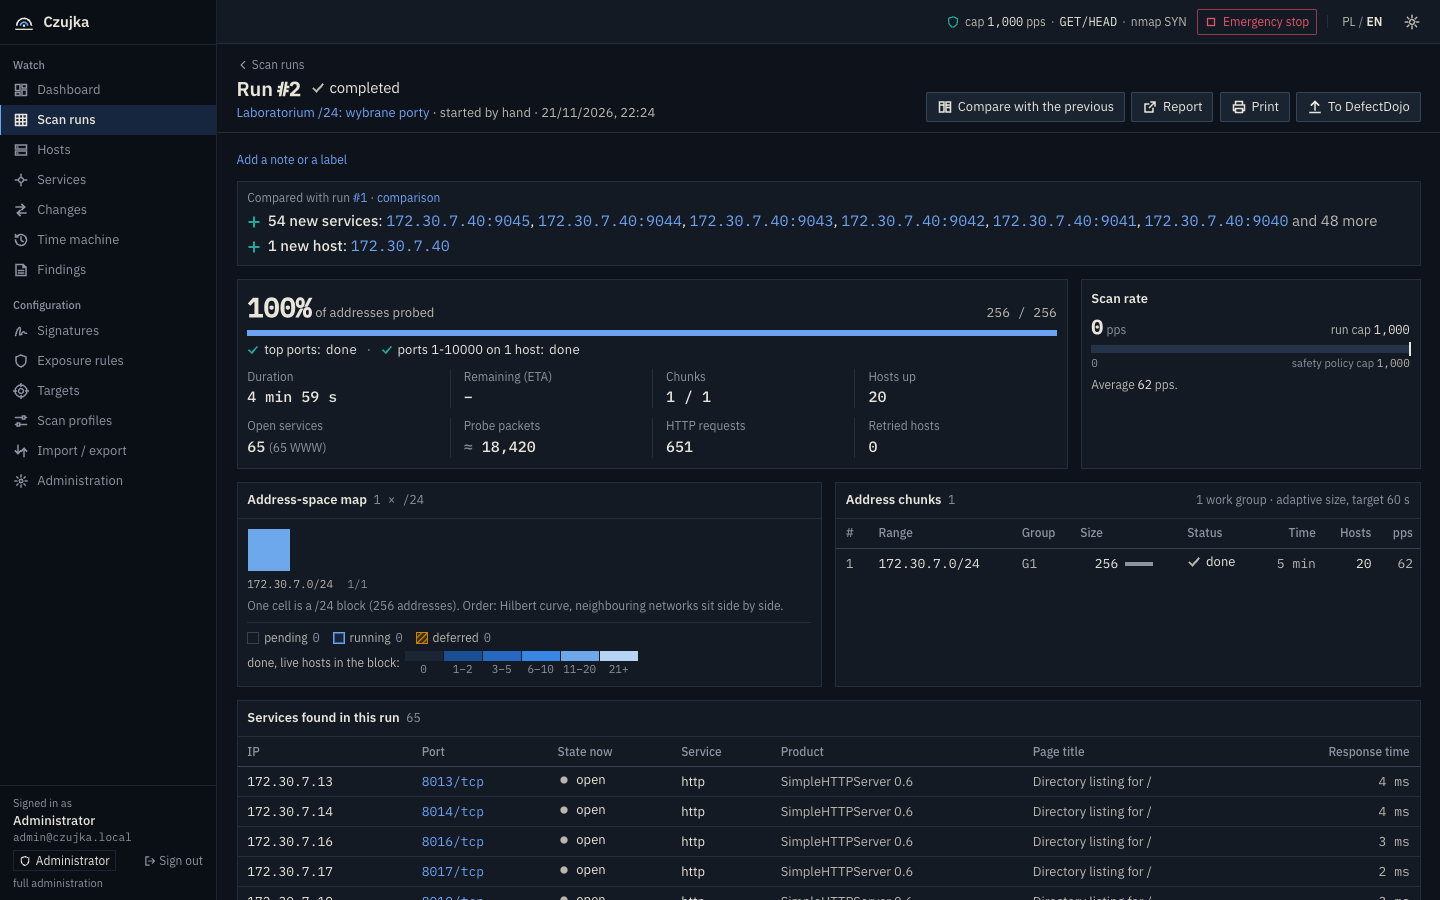 Czujka
cap 1,000 pps · GET/HEAD · nmap SYN
Emergency stop
PL / EN
Watch
Dashboard
Scan runs
Hosts
Services
Changes
Time machine
Findings
Configuration
Signatures
Exposure rules
Targets
Scan profiles
Import / export
Administration
Signed in as
Administrator
admin@czujka.local
Administrator
Sign out
full administration
Scan runs
Run #2 completed
Laboratorium /24: wybrane porty · started by hand · 21/11/2026, 22:24
Compare with the previous
Report
Print
To DefectDojo
Add a note or a label
Compared with run #1 · comparison
54 new services: 172.30.7.40:9045, 172.30.7.40:9044, 172.30.7.40:9043, 172.30.7.40:9042, 172.30.7.40:9041, 172.30.7.40:9040 and 48 more
1 new host: 172.30.7.40
100% of addresses probed 256 / 256
top ports: done · ports 1-10000 on 1 host: done
Duration Remaining (ETA) Chunks Hosts up
4 min 59 s – 1 / 1 20
Open services Probe packets HTTP requests Retried hosts
65 (65 WWW) ≈ 18,420 651 0
Scan rate
0 pps run cap 1,000
0 safety policy cap 1,000
Average 62 pps.
Address-space map 1 × /24
172.30.7.0/24 1/1
One cell is a /24 block (256 addresses). Order: Hilbert curve, neighbouring networks sit side by side.
pending 0 running 0 deferred 0
done, live hosts in the block:
0 1–2 3–5 6–10 11–20 21+
Address chunks 1 1 work group · adaptive size, target 60 s
# Range Group Size Status Time Hosts pps
1 172.30.7.0/24 G1 256 done 5 min 20 62
Services found in this run 65
IP Port State now Service Product Page title Response time
172.30.7.13 8013/tcp open http SimpleHTTPServer 0.6 Directory listing for / 4 ms
172.30.7.14 8014/tcp open http SimpleHTTPServer 0.6 Directory listing for / 4 ms
172.30.7.16 8016/tcp open http SimpleHTTPServer 0.6 Directory listing for / 3 ms
172.30.7.17 8017/tcp open http SimpleHTTPServer 0.6 Directory listing for / 2 ms